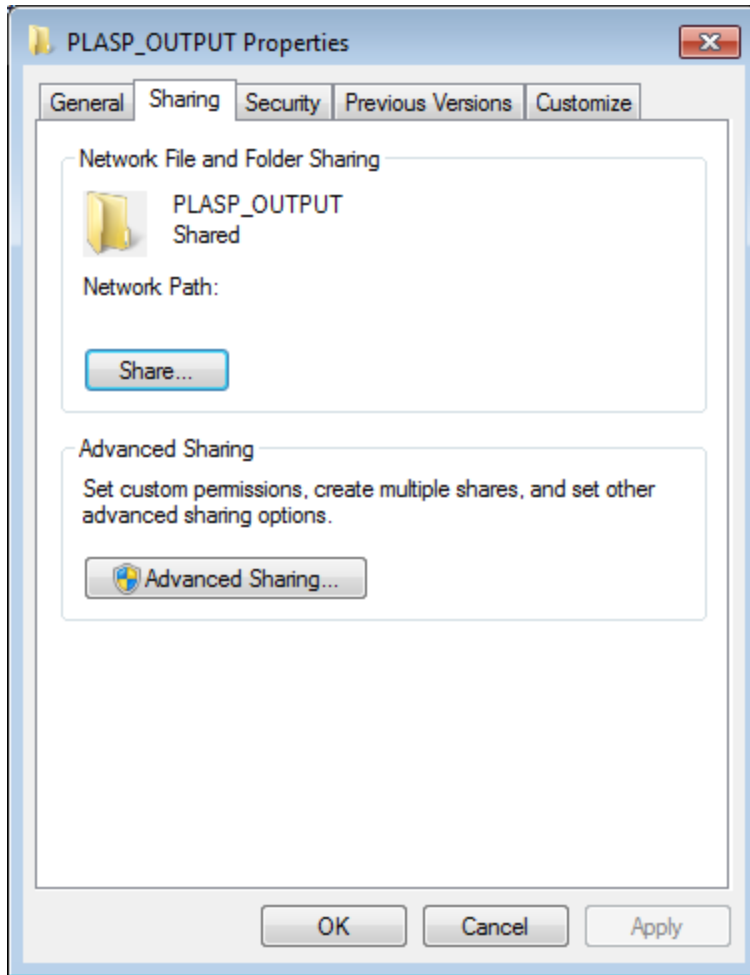 PLASP_OUTPUT Properties
General Sharing Security Previous Versions Customize
Network File and Folder Sharing
PLASP_OUTPUT
Shared
Network Path:
Share...
Advanced Sharing
Set custom permissions, create multiple shares, and set other
advanced sharing options.
Advanced Sharing...
OK Cancel Apply